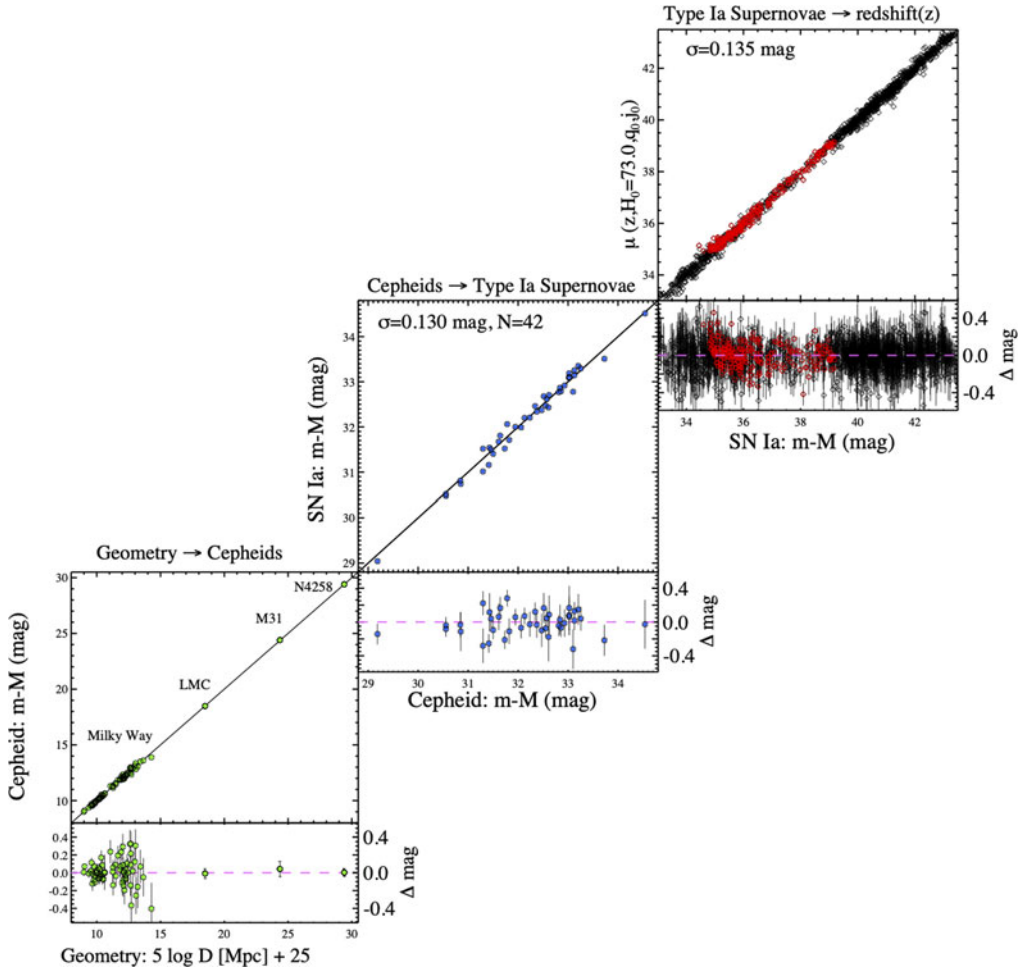 Type Ia Supernovae → redshift(z)
σ=0.135 mag
42
40
38
36
34
μ (z,H₀=73.0,q₀,j₀)
0.4
0.0
-0.4
Δ mag
34 36 38 40 42
SN Ia: m-M (mag)
Cepheids → Type Ia Supernovae
σ=0.130 mag, N=42
34
33
32
31
30
29
SN Ia: m-M (mag)
0.4
0.0
-0.4
Δ mag
29 30 31 32 33 34
Cepheid: m-M (mag)
Geometry → Cepheids
N4258
M31
LMC
Milky Way
30
25
20
15
10
Cepheid: m-M (mag)
0.4
0.2
0.0
-0.2
-0.4
0.4
0.0
-0.4
Δ mag
10 15 20 25 30
Geometry: 5 log D [Mpc] + 25